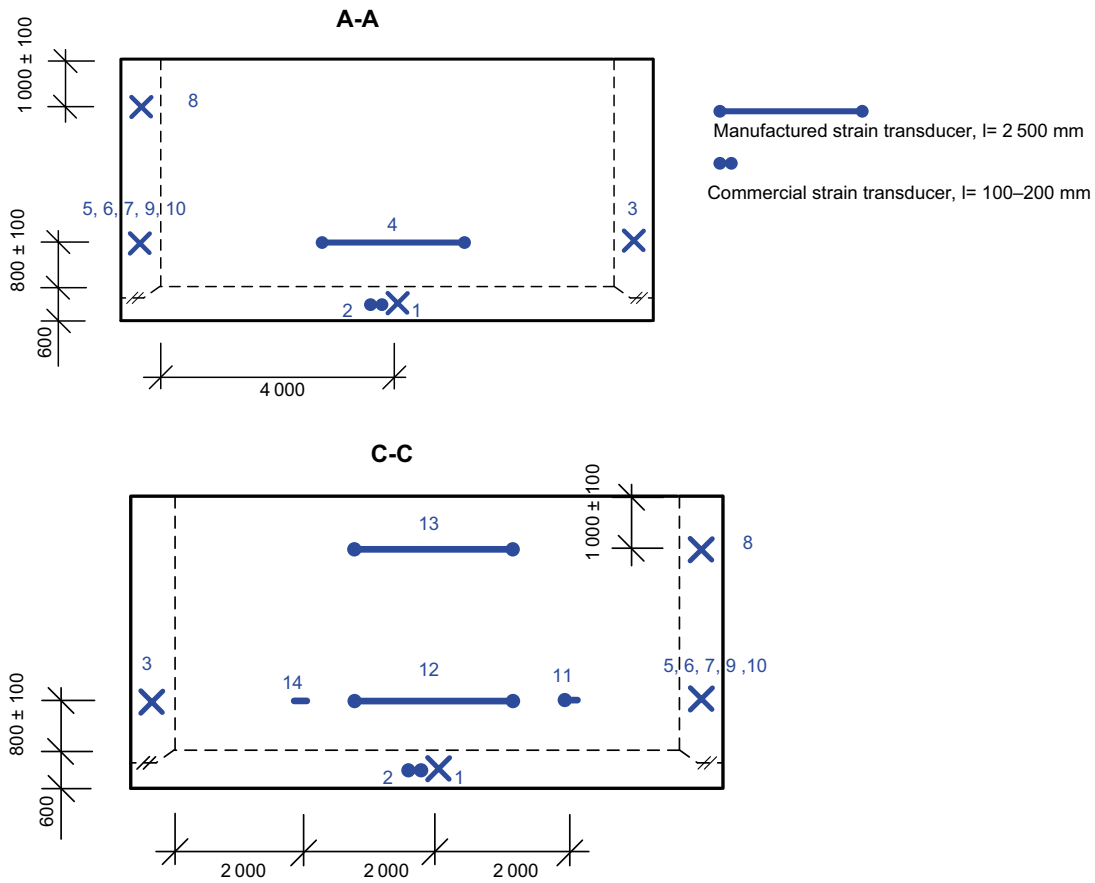 A-A
1 000 ± 100
8
5, 6, 7, 9, 10
3
4
800 ± 100
2
1
600
4 000
Manufactured strain transducer, l= 2 500 mm
Commercial strain transducer, l= 100–200 mm
C-C
1 000 ± 100
13
8
3
14
12
11
5, 6, 7, 9 ,10
800 ± 100
2
1
600
2 000
2 000
2 000